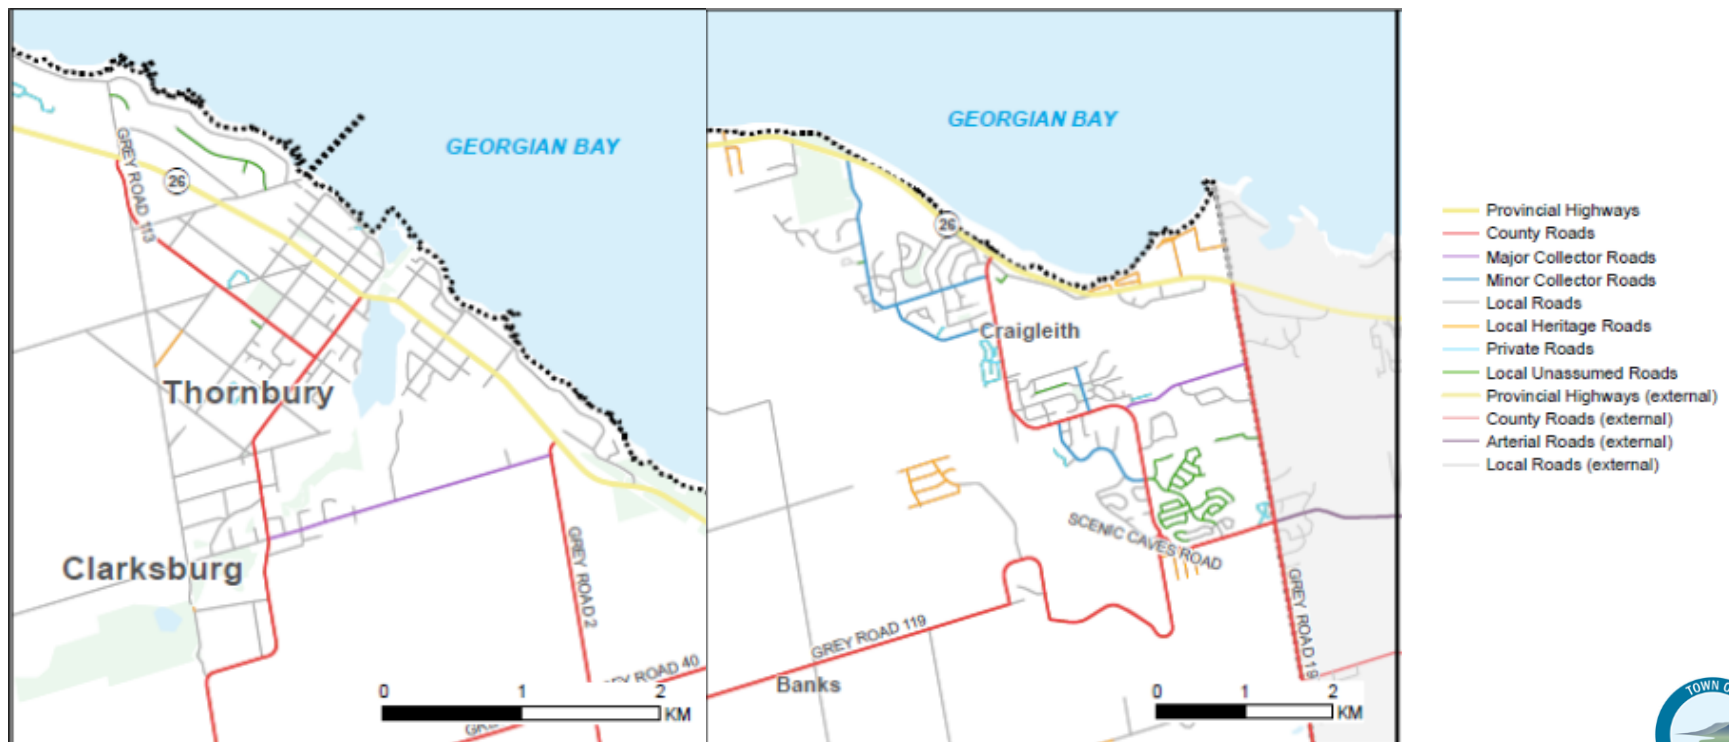 GEORGIAN BAY
GREY ROAD 113
26
Thornbury
Clarksburg
GREY ROAD 2
ROAD 40
0 1 2
KM
GEORGIAN BAY
26
Craigleith
SCENIC CAVES ROAD
GREY ROAD 119
GREY ROAD 19
Banks
0 1 2
KM
Provincial Highways
County Roads
Major Collector Roads
Minor Collector Roads
Local Roads
Local Heritage Roads
Private Roads
Local Unassumed Roads
Provincial Highways (external)
County Roads (external)
Arterial Roads (external)
Local Roads (external)
TOWN